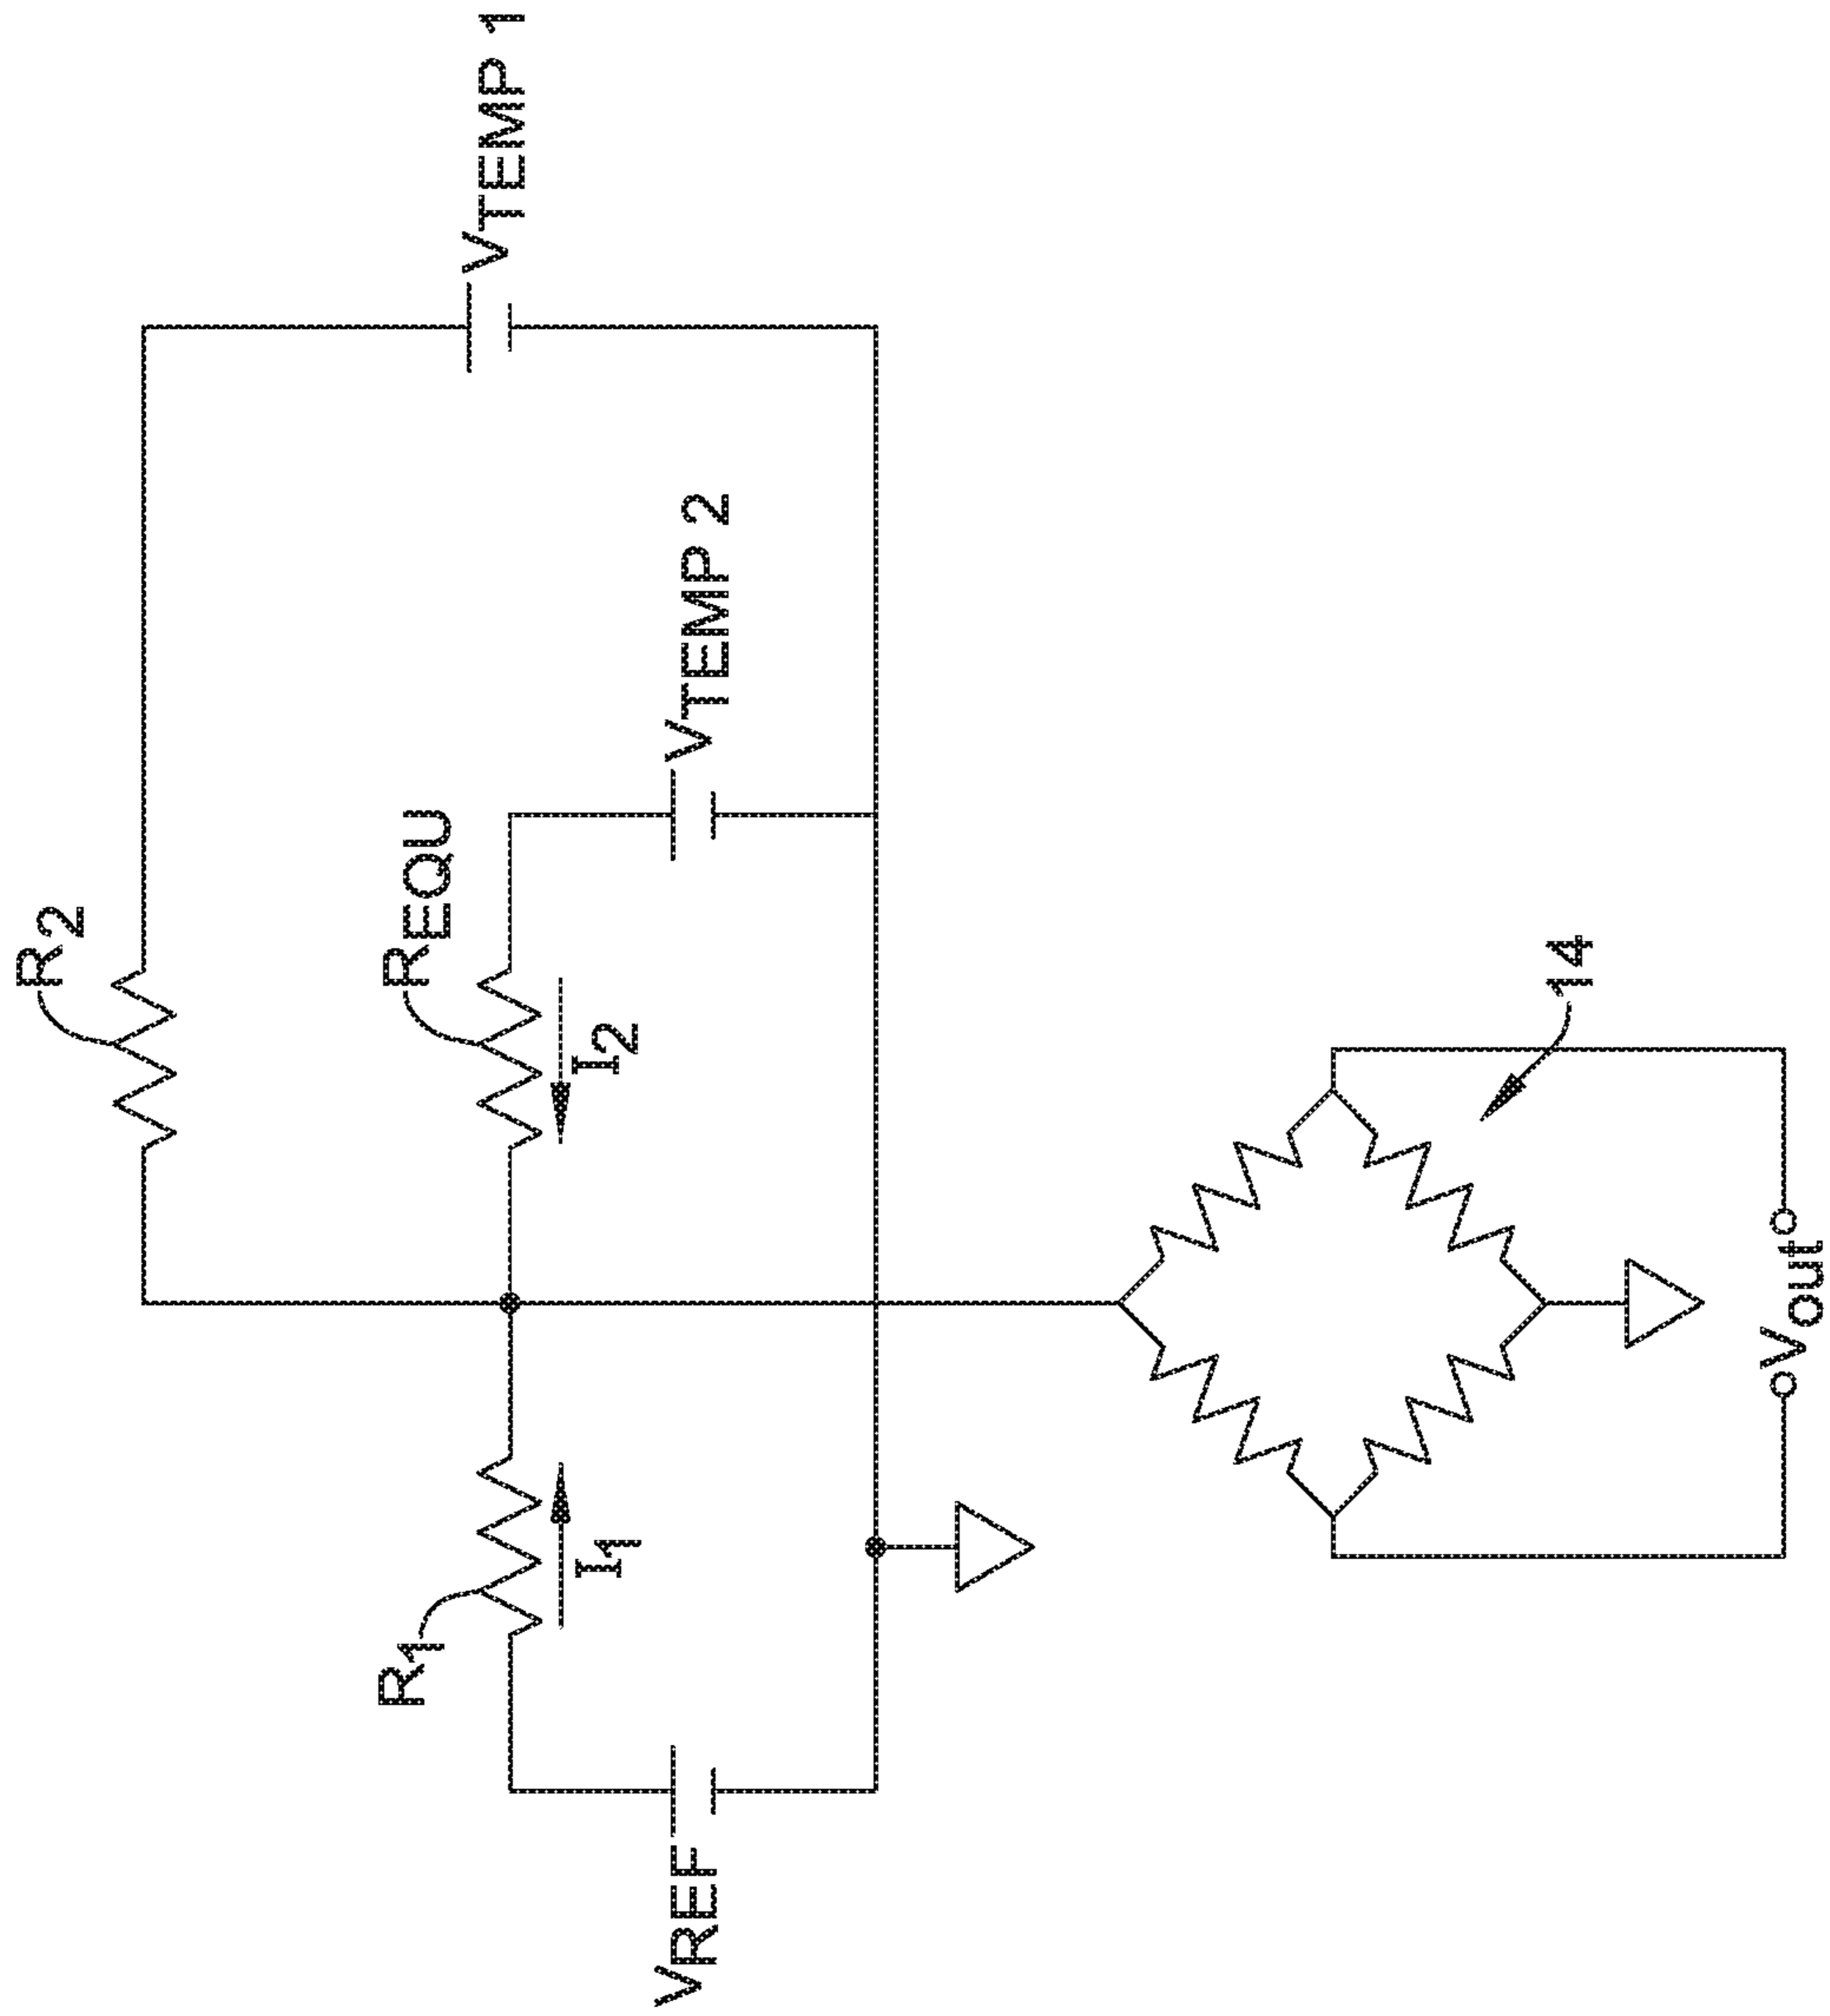 R2
VTEMP 1
REQU
I2
VTEMP 2
R1
I1
VREF
14
Vout